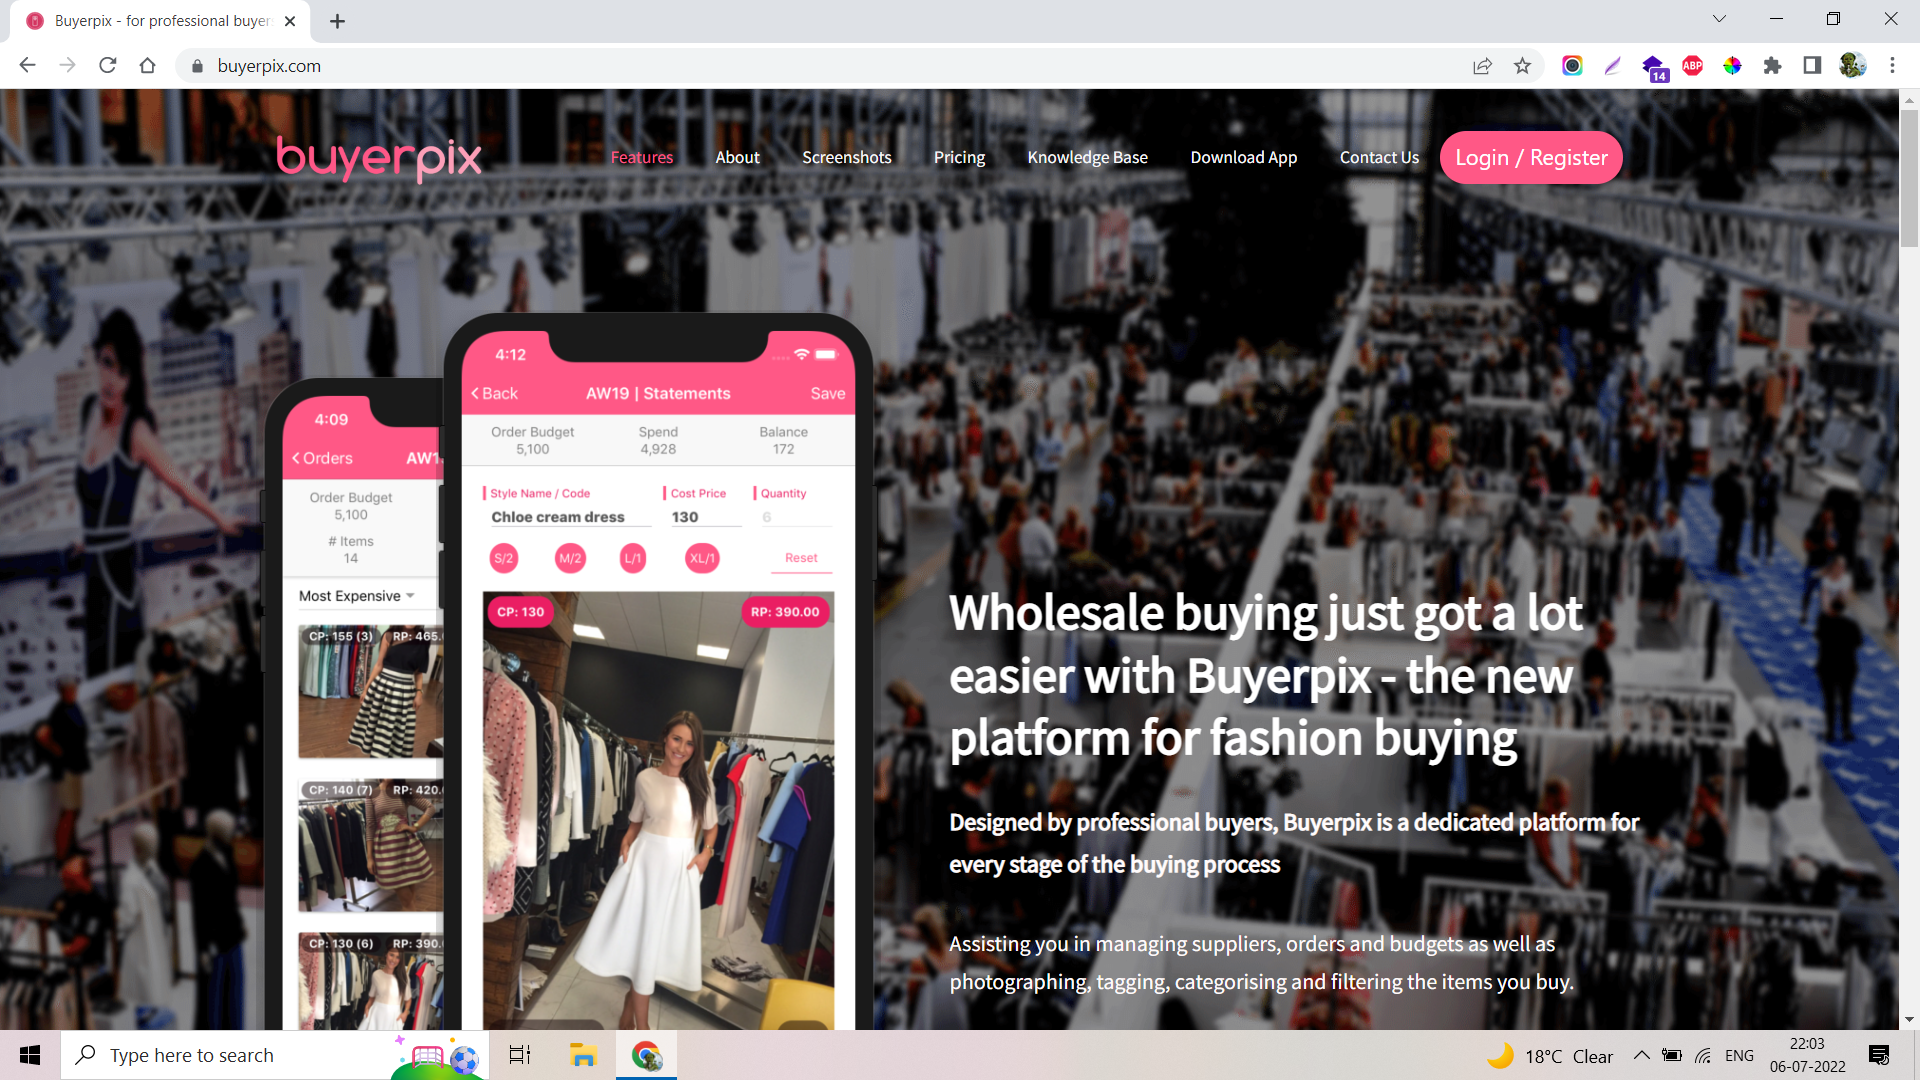 Buyerpix - for professional buyer
buyerpix.com
ABP
14
buyerpix
Features
About
Screenshots
Pricing
Knowledge Base
Download App
Contact Us
Login / Register
4:09
Orders
AW1
Order Budget
5,100
# Items
14
Most Expensive
CP: 155 (3)
RP: 465.
CP: 140 (7)
RP: 420.
CP: 130 (6)
RP: 390.
4:12
Back
AW19 | Statements
Save
Order Budget
Spend
Balance
5,100
4,928
172
Style Name / Code
Cost Price
Quantity
Chloe cream dress
130
6
S/2
M/2
L/1
XL/1
Reset
CP: 130
RP: 390.00
Wholesale buying just got a lot
easier with Buyerpix - the new
platform for fashion buying
Designed by professional buyers, Buyerpix is a dedicated platform for
every stage of the buying process
Assisting you in managing suppliers, orders and budgets as well as
photographing, tagging, categorising and filtering the items you buy.
Type here to search
18°C Clear
ENG
22:03
06-07-2022